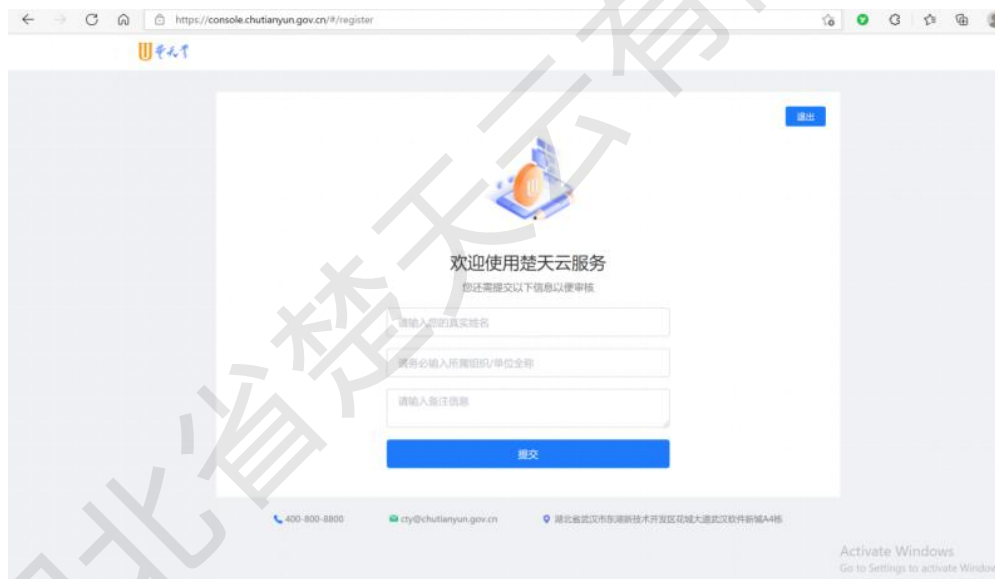 https://console.chutianyun.gov.cn/#/register
楚天云
退出
欢迎使用楚天云服务
您还需提交以下信息以便审核
请输入您的真实姓名
请务必输入所属组织/单位全称
请输入备注信息
提交
400-800-8800
cty@chutianyun.gov.cn
湖北省武汉市东湖新技术开发区花城大道武汉软件新城A4栋
Activate Windows
Go to Settings to activate Window
湖北省楚天云有